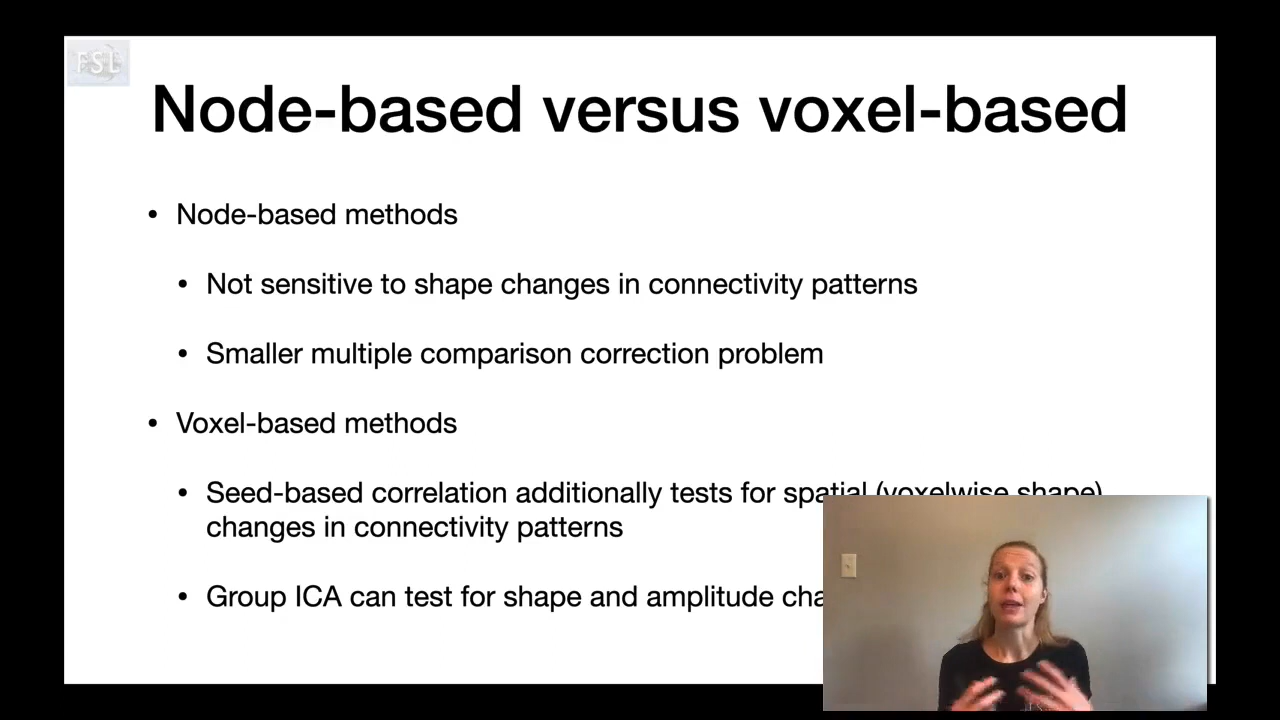 FSL
Node-based versus voxel-based
• Node-based methods
• Not sensitive to shape changes in connectivity patterns
• Smaller multiple comparison correction problem
• Voxel-based methods
• Seed-based correlation additionally tests for spatial (voxelwise shape)
changes in connectivity patterns
• Group ICA can test for shape and amplitude